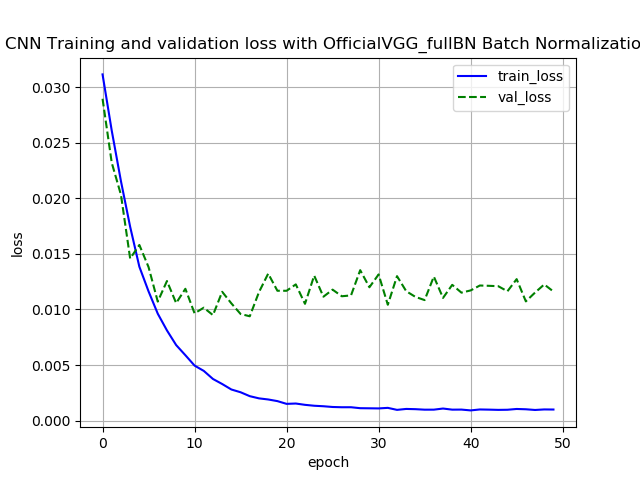 CNN Training and validation loss with OfficialVGG_fullBN Batch Normalizatio
0.030
0.025
0.020
0.015
0.010
0.005
0.000
loss
train_loss
val_loss
0 10 20 30 40 50
epoch